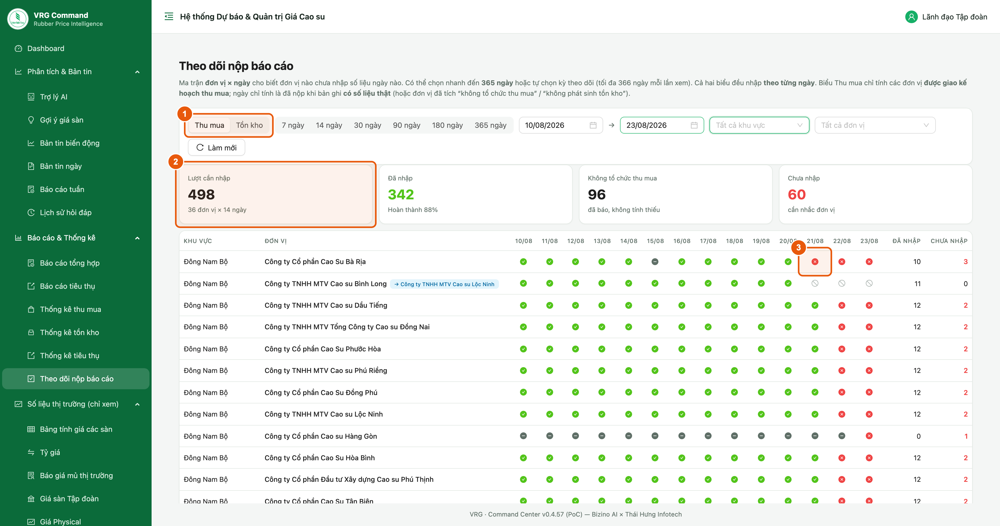 VRG Command
Rubber Price Intelligence
Dashboard
Phân tích & Bản tin
Trợ lý AI
Gợi ý giá sàn
Bản tin biến động
Bản tin ngày
Báo cáo tuần
Lịch sử hỏi đáp
Báo cáo & Thống kê
Báo cáo tổng hợp
Báo cáo tiêu thụ
Thống kê thu mua
Thống kê tồn kho
Thống kê tiêu thụ
Theo dõi nộp báo cáo
Số liệu thị trường (chỉ xem)
Bảng tính giá các sàn
Tỷ giá
Báo giá mủ thị trường
Giá sàn Tập đoàn
Giá Physical
Hệ thống Dự báo & Quản trị Giá Cao su
Lãnh đạo Tập đoàn
Theo dõi nộp báo cáo
Ma trận đơn vị × ngày cho biết đơn vị nào chưa nhập số liệu ngày nào. Có thể chọn nhanh đến 365 ngày hoặc tự chọn kỳ theo dõi (tối đa 366 ngày mỗi lần xem). Cả hai biểu đều nhập theo từng ngày. Biểu Thu mua chỉ tính các đơn vị được giao kế
hoạch thu mua; ngày chỉ tính là đã nộp khi bản ghi có số liệu thật (hoặc đơn vị đã tích “không tổ chức thu mua” / “không phát sinh tồn kho”).
1
Thu mua Tồn kho 7 ngày 14 ngày 30 ngày 90 ngày 180 ngày 365 ngày 10/08/2026 → 23/08/2026 Tất cả khu vực Tất cả đơn vị
Làm mới
2
Lượt cần nhập
498
36 đơn vị × 14 ngày
Đã nhập
342
Hoàn thành 88%
Không tổ chức thu mua
96
đã báo, không tính thiếu
Chưa nhập
60
cần nhắc đơn vị
KHU VỰC ĐƠN VỊ 10/08 11/08 12/08 13/08 14/08 15/08 16/08 17/08 18/08 19/08 20/08 21/08 22/08 23/08 ĐÃ NHẬP CHƯA NHẬP
3
Đông Nam Bộ Công ty Cổ phần Cao Su Bà Rịa 10 3
Đông Nam Bộ Công ty TNHH MTV Cao su Bình Long → Công ty TNHH MTV Cao su Lộc Ninh 11 0
Đông Nam Bộ Công ty TNHH MTV Cao su Dầu Tiếng 12 2
Đông Nam Bộ Công ty TNHH MTV Tổng Công ty Cao su Đồng Nai 12 2
Đông Nam Bộ Công ty Cổ phần Cao Su Phước Hòa 12 2
Đông Nam Bộ Công ty TNHH MTV Cao su Phú Riềng 12 2
Đông Nam Bộ Công ty Cổ phần Cao Su Đồng Phú 12 2
Đông Nam Bộ Công ty TNHH MTV Cao su Lộc Ninh 12 2
Đông Nam Bộ Công ty Cổ phần Cao su Hàng Gòn 0 1
Đông Nam Bộ Công ty Cổ phần Cao Su Hòa Bình 12 2
Đông Nam Bộ Công ty Cổ phần Đầu tư Xây dựng Cao su Phú Thịnh 12 2
Đông Nam Bộ Công ty Cổ phần Cao Su Tân Biên 12 2
VRG · Command Center v0.4.57 (PoC) — Bizino AI × Thái Hưng Infotech